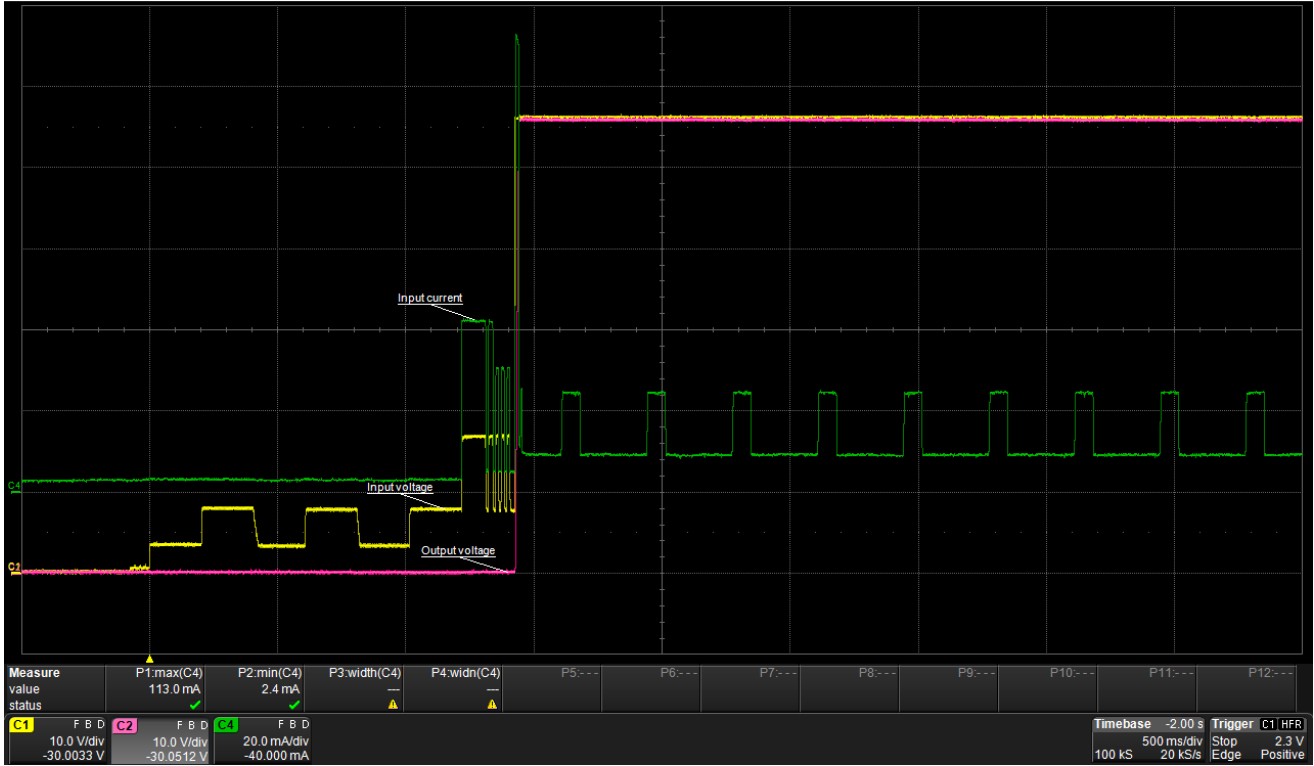 Input current
C4
Input voltage
Output voltage
C2
Measure P1:max(C4) P2:min(C4) P3:width(C4) P4:widn(C4) P5:--- P6:--- P7:--- P8:--- P9:--- P10:--- P11:--- P12:---
value 113.0 mA 2.4 mA --- ---
status
C1 F B D C2 F B D C4 F B D Timebase -2.00 s Trigger C1 HFR
10.0 V/div 10.0 V/div 20.0 mA/div 500 ms/div Stop 2.3 V
-30.0033 V -30.0512 V -40.000 mA 100 kS 20 kS/s Edge Positive